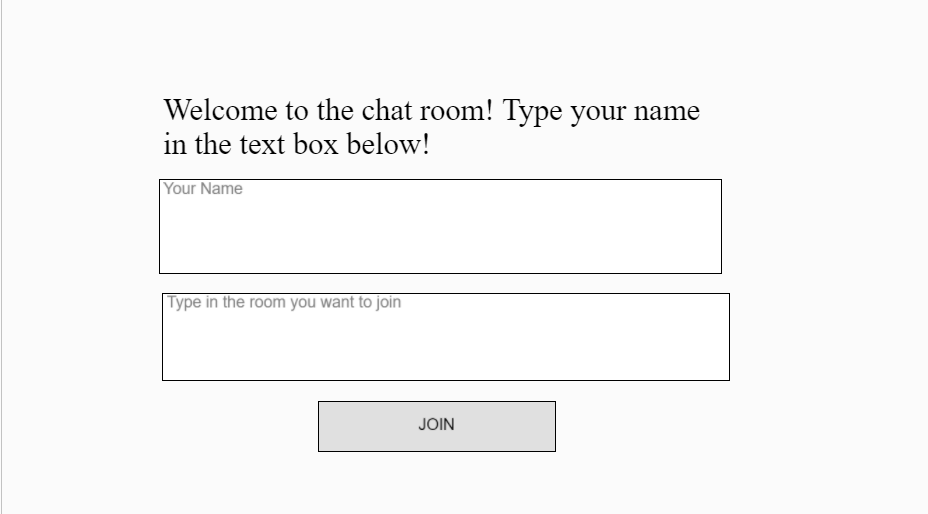 Welcome to the chat room! Type your name
in the text box below!
Your Name
Type in the room you want to join
JOIN